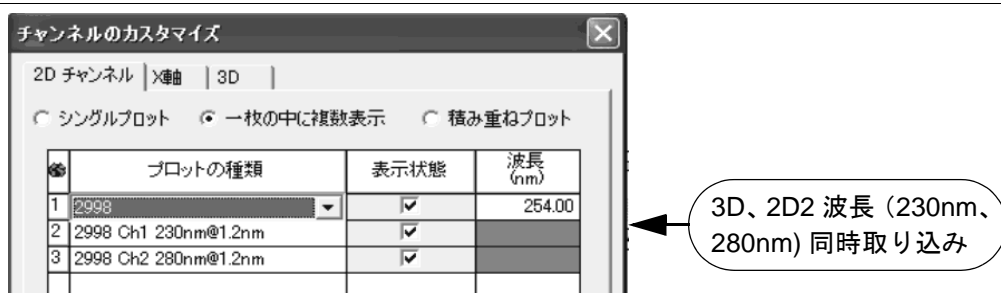 チャンネルのカスタマイズ
2D チャンネル X軸 3D
シングルプロット 一枚の中に複数表示 積み重ねプロット
プロットの種類 表示状態 波長
(nm)
1 2998 254.00
2 2998 Ch1 230nm@1.2nm
3 2998 Ch2 280nm@1.2nm
3D、2D2 波長 (230nm、
280nm) 同時取り込み